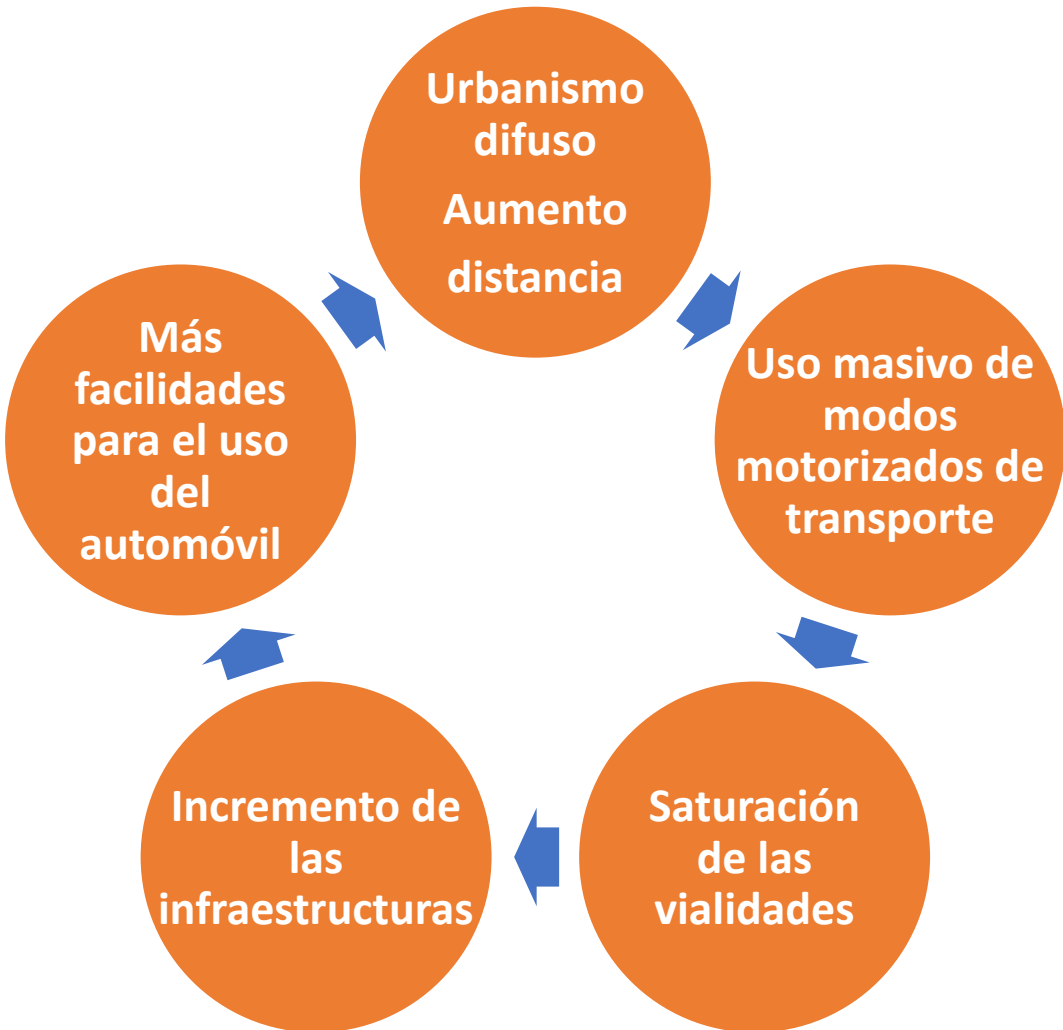 Urbanismo
difuso
Aumento
distancia
Uso masivo de
modos
motorizados de
transporte
Saturación
de las
vialidades
Incremento de
las
infraestructuras
Más
facilidades
para el uso
del
automóvil